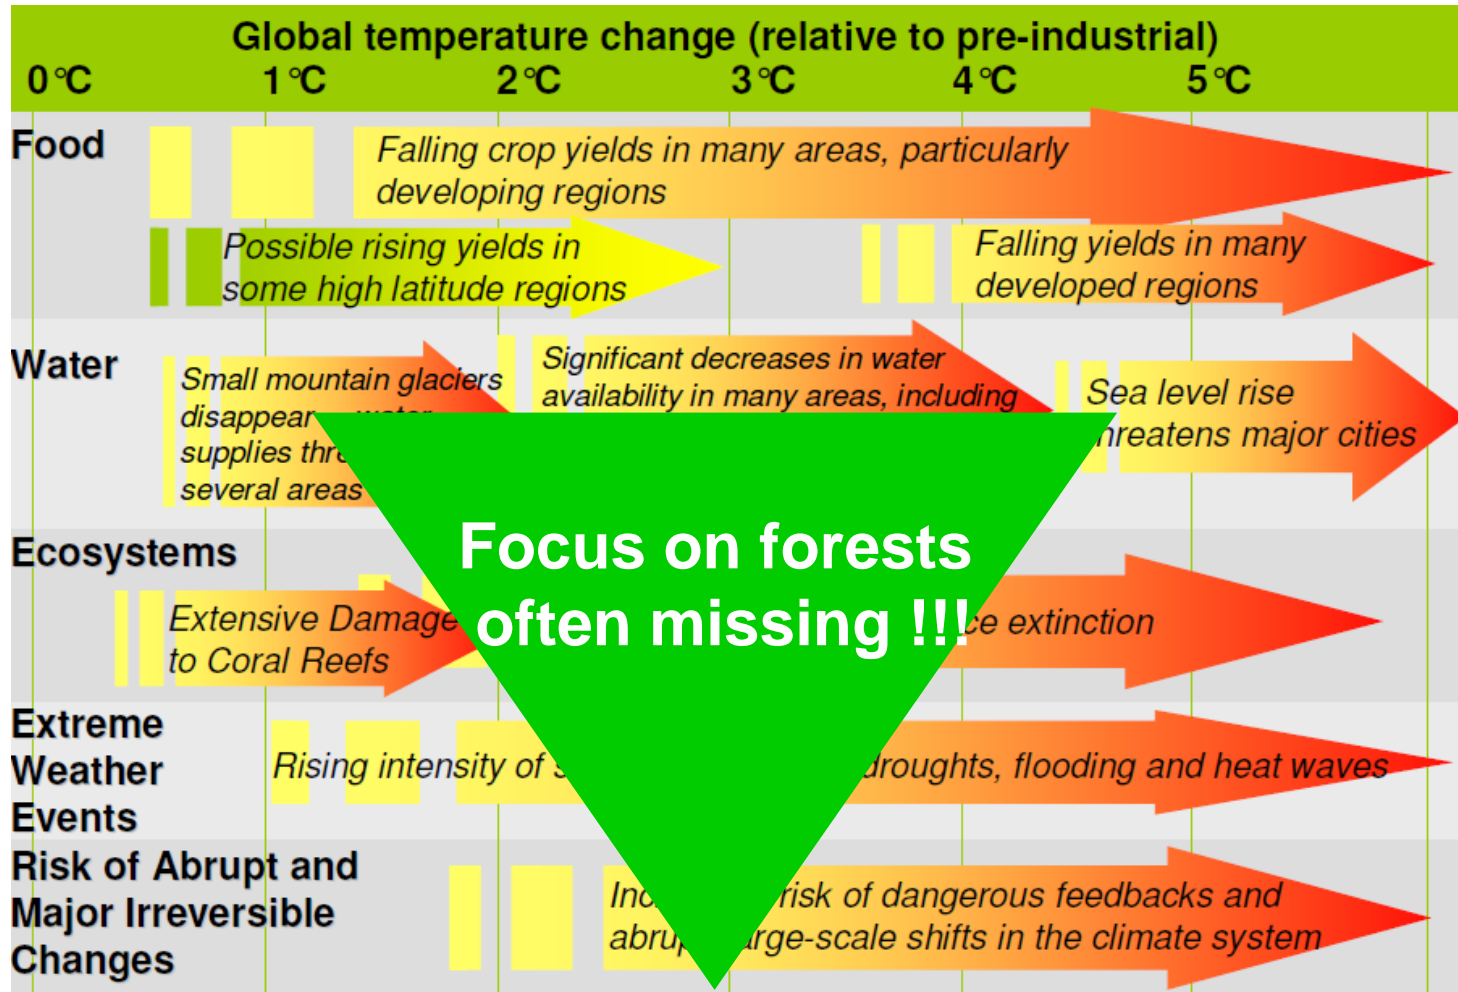 Global temperature change (relative to pre-industrial)
0°C 1°C 2°C 3°C 4°C 5°C
Food
Falling crop yields in many areas, particularly
developing regions
Possible rising yields in
some high latitude regions
Falling yields in many
developed regions
Water
Small mountain glaciers
disappear
supplies
several areas
Significant decreases in water
availability in many areas, including
Sea level rise
threatens major cities
Ecosystems
Extensive Damage
to Coral Reefs
extinction
Focus on forests
often missing !!!
Extreme
Weather
Events
Rising intensity of
droughts, flooding and heat waves
Risk of Abrupt and
Major Irreversible
Changes
risk of dangerous feedbacks and
large-scale shifts in the climate system